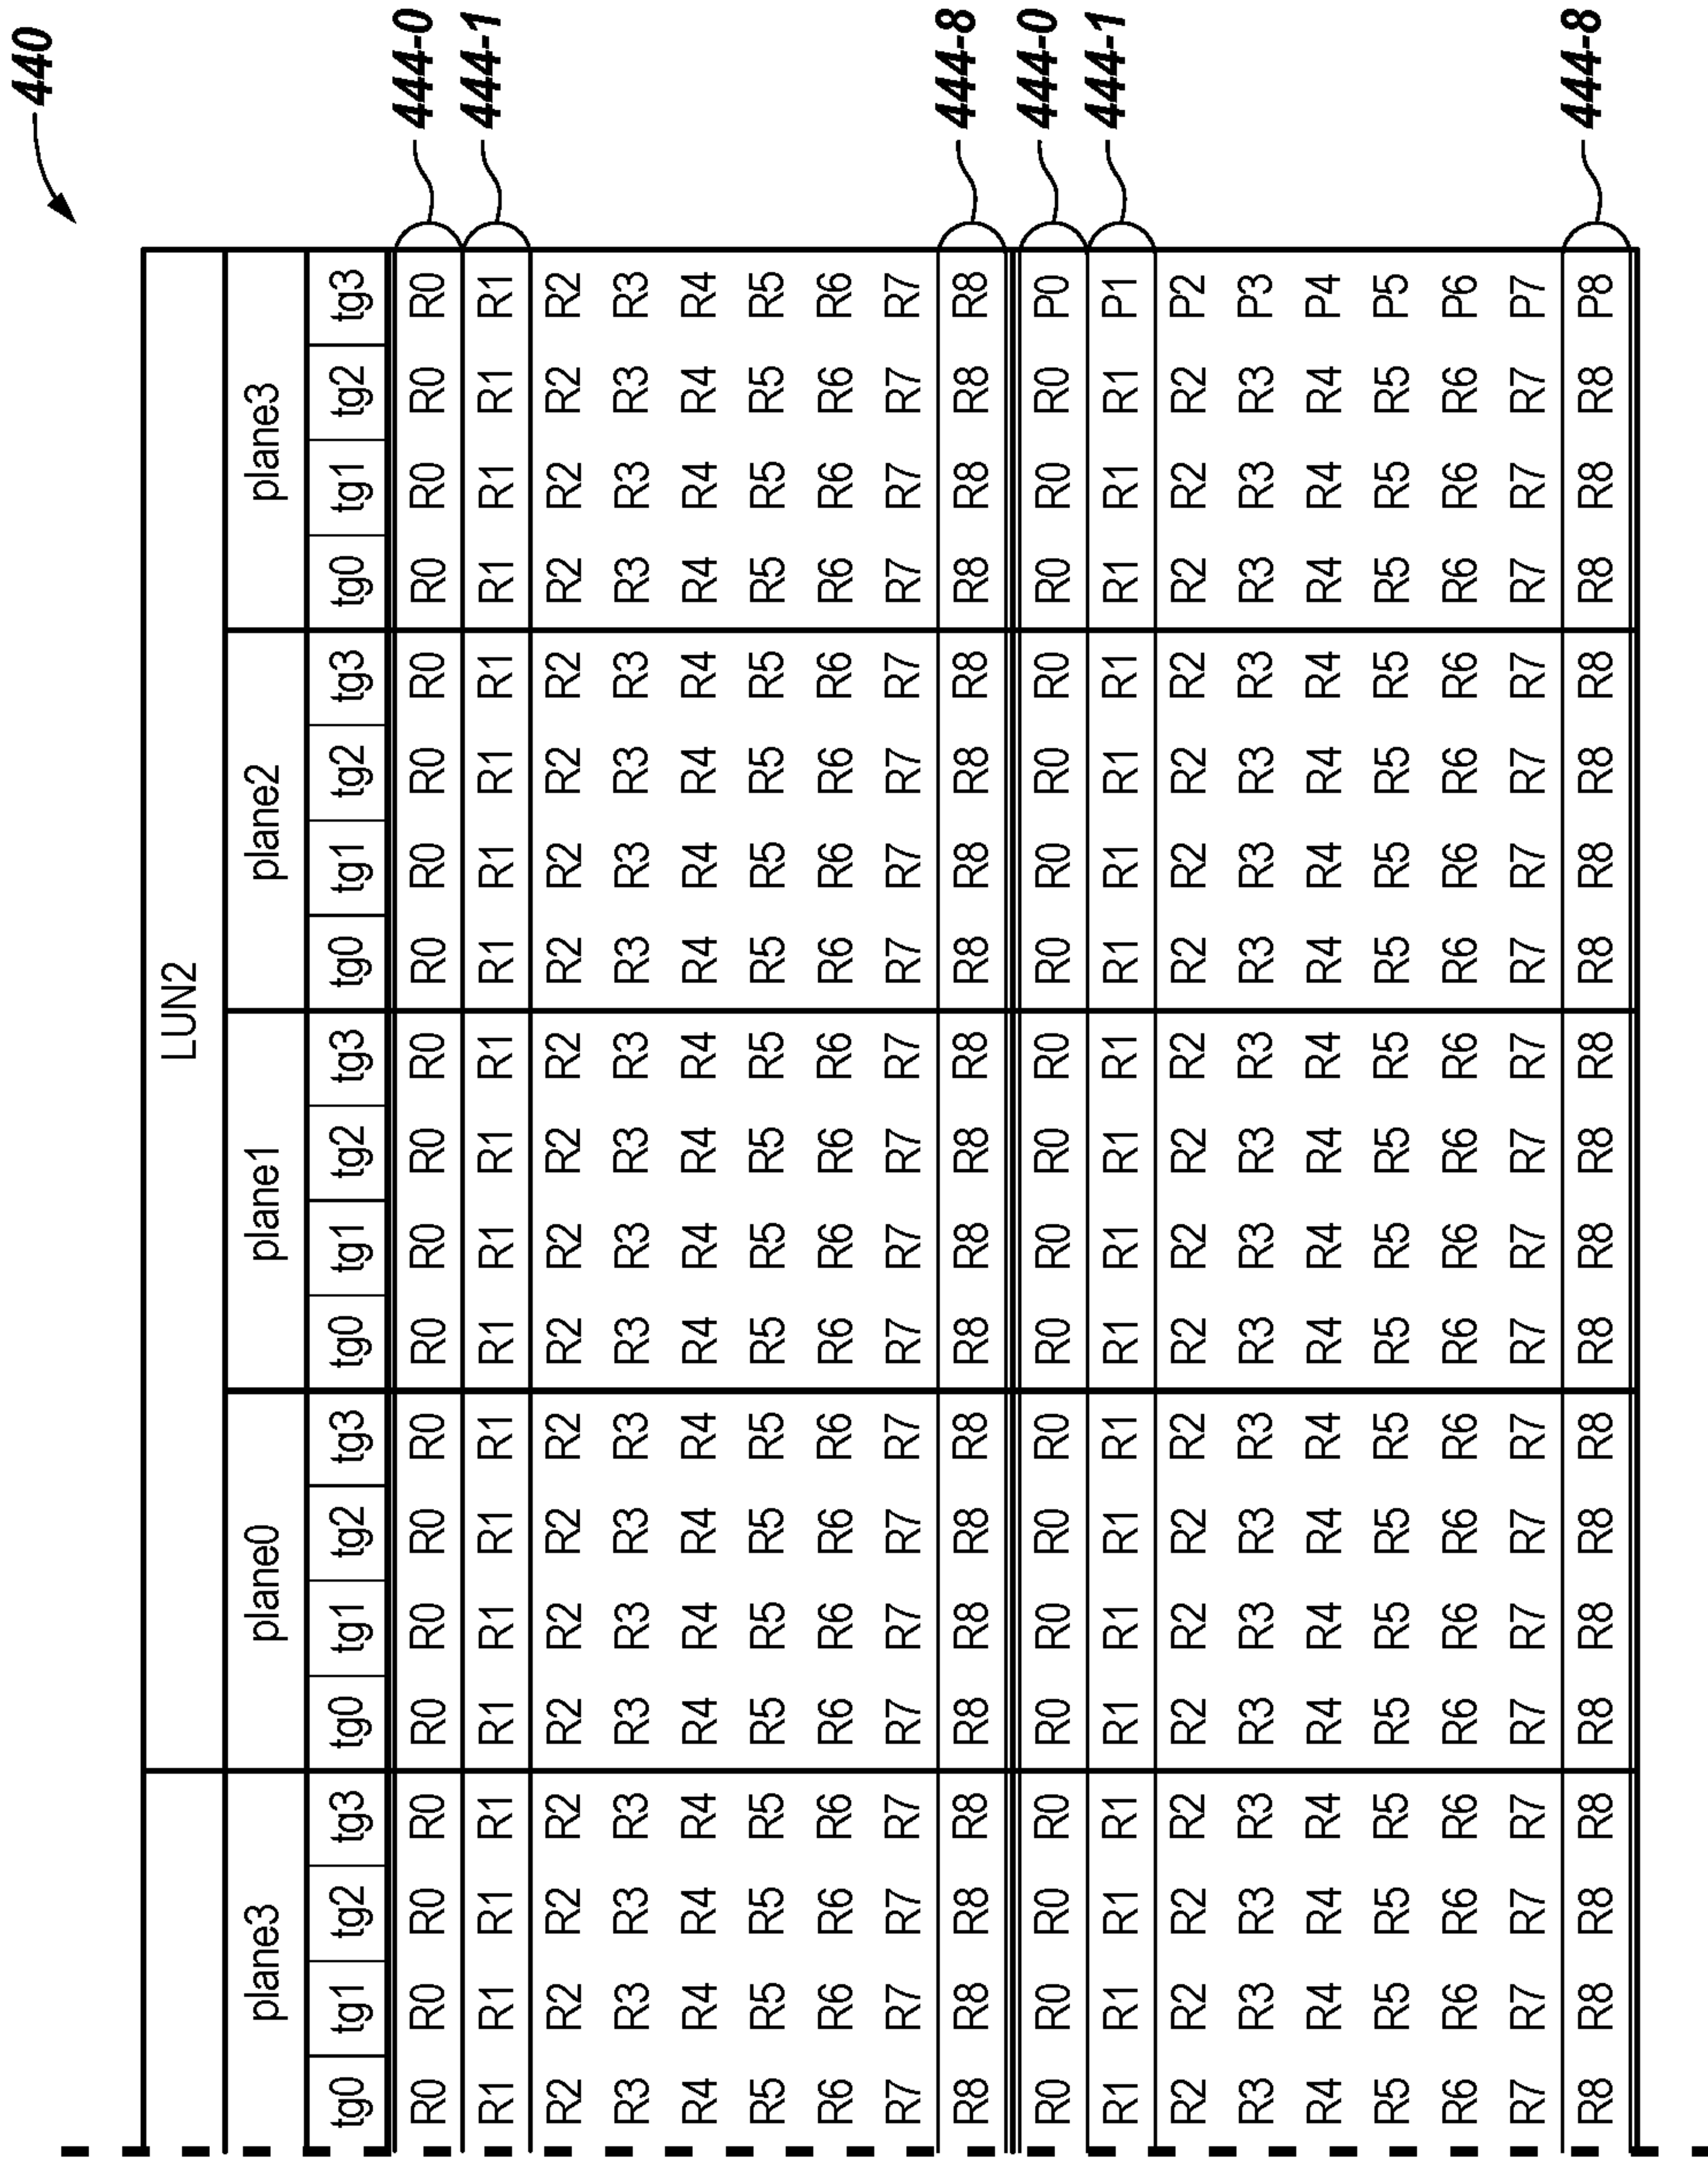 440
LUN2
plane3 plane0 plane1 plane2 plane3
tg0 tg1 tg2 tg3 tg0 tg1 tg2 tg3 tg0 tg1 tg2 tg3 tg0 tg1 tg2 tg3 tg0 tg1 tg2 tg3
R0 R0 R0 R0 R0 R0 R0 R0 R0 R0 R0 R0 R0 R0 R0 R0 R0 R0 R0 R0 444-0
R1 R1 R1 R1 R1 R1 R1 R1 R1 R1 R1 R1 R1 R1 R1 R1 R1 R1 R1 R1 444-1
R2 R2 R2 R2 R2 R2 R2 R2 R2 R2 R2 R2 R2 R2 R2 R2 R2 R2 R2 R2
R3 R3 R3 R3 R3 R3 R3 R3 R3 R3 R3 R3 R3 R3 R3 R3 R3 R3 R3 R3
R4 R4 R4 R4 R4 R4 R4 R4 R4 R4 R4 R4 R4 R4 R4 R4 R4 R4 R4 R4
R5 R5 R5 R5 R5 R5 R5 R5 R5 R5 R5 R5 R5 R5 R5 R5 R5 R5 R5 R5
R6 R6 R6 R6 R6 R6 R6 R6 R6 R6 R6 R6 R6 R6 R6 R6 R6 R6 R6 R6
R7 R7 R7 R7 R7 R7 R7 R7 R7 R7 R7 R7 R7 R7 R7 R7 R7 R7 R7 R7
R8 R8 R8 R8 R8 R8 R8 R8 R8 R8 R8 R8 R8 R8 R8 R8 R8 R8 R8 R8 444-8
R0 R0 R0 R0 R0 R0 R0 R0 R0 R0 R0 R0 R0 R0 R0 R0 R0 R0 R0 P0 444-0
R1 R1 R1 R1 R1 R1 R1 R1 R1 R1 R1 R1 R1 R1 R1 R1 R1 R1 R1 P1 444-1
R2 R2 R2 R2 R2 R2 R2 R2 R2 R2 R2 R2 R2 R2 R2 R2 R2 R2 R2 P2
R3 R3 R3 R3 R3 R3 R3 R3 R3 R3 R3 R3 R3 R3 R3 R3 R3 R3 R3 P3
R4 R4 R4 R4 R4 R4 R4 R4 R4 R4 R4 R4 R4 R4 R4 R4 R4 R4 R4 P4
R5 R5 R5 R5 R5 R5 R5 R5 R5 R5 R5 R5 R5 R5 R5 R5 R5 R5 R5 P5
R6 R6 R6 R6 R6 R6 R6 R6 R6 R6 R6 R6 R6 R6 R6 R6 R6 R6 R6 P6
R7 R7 R7 R7 R7 R7 R7 R7 R7 R7 R7 R7 R7 R7 R7 R7 R7 R7 R7 P7
R8 R8 R8 R8 R8 R8 R8 R8 R8 R8 R8 R8 R8 R8 R8 R8 R8 R8 R8 P8 444-8